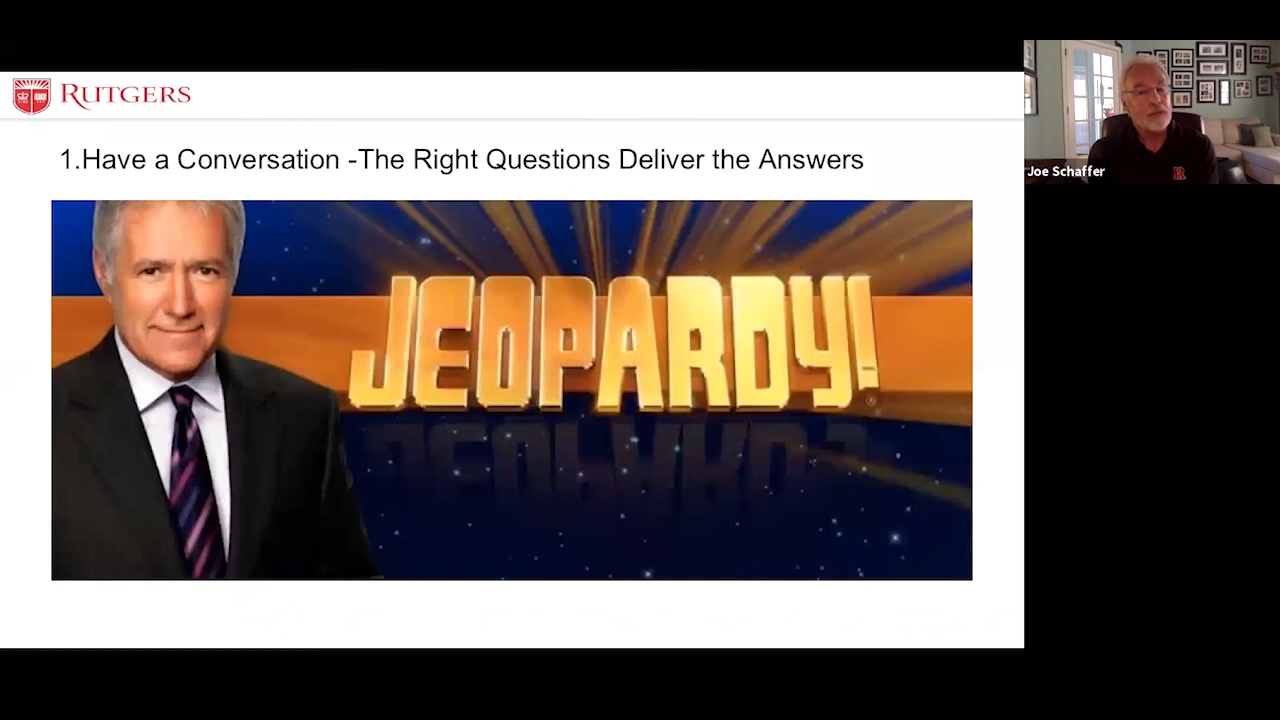 RUTGERS
1.Have a Conversation -The Right Questions Deliver the Answers
JEOPARDY!
Joe Schaffer
R